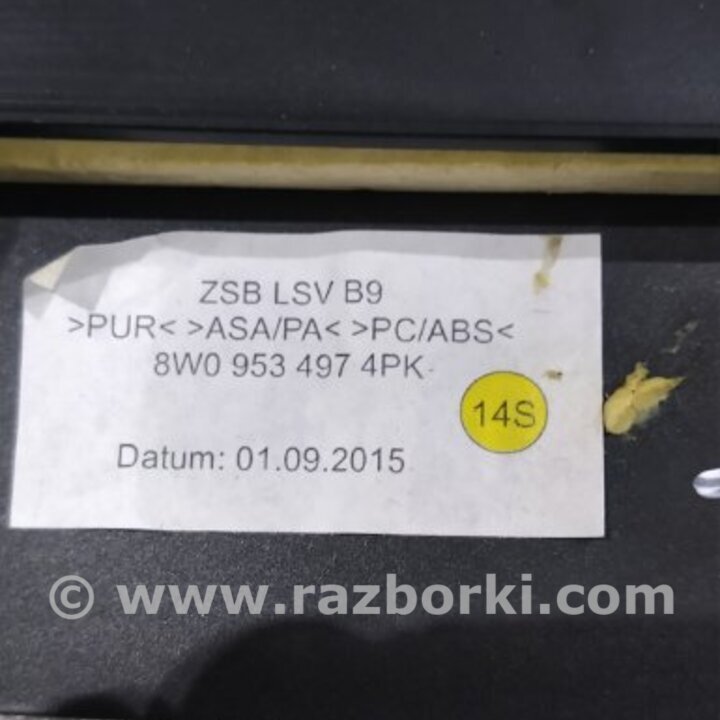 ZSB LSV B9
>PUR< >ASA/PA< >PC/ABS<
8W0 953 497 4PK
14S
Datum: 01.09.2015
© www.razborki.com